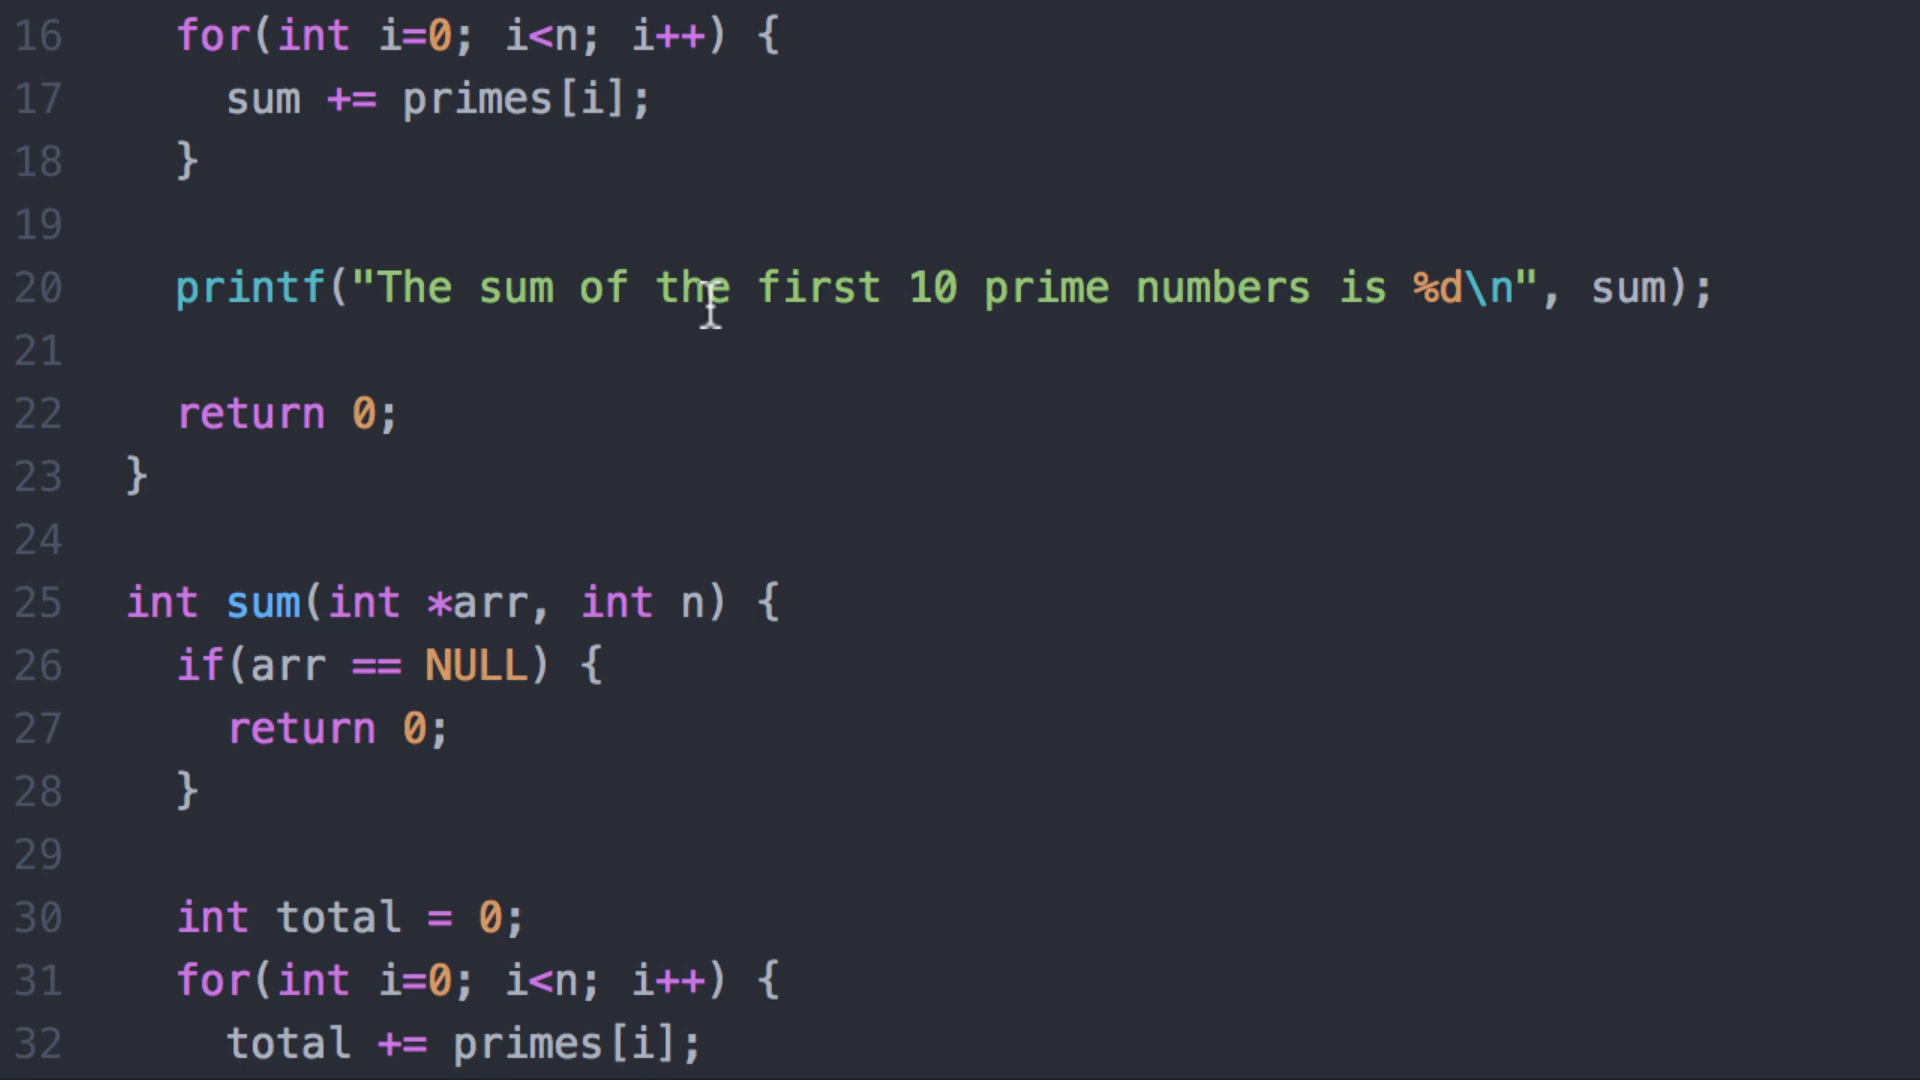 16 for(int i=0; i<n; i++) {
17 sum += primes[i];
18 }
19
20 printf("The sum of the first 10 prime numbers is %d\n", sum);
21
22 return 0;
23 }
24
25 int sum(int *arr, int n) {
26 if(arr == NULL) {
27 return 0;
28 }
29
30 int total = 0;
31 for(int i=0; i<n; i++) {
32 total += primes[i];